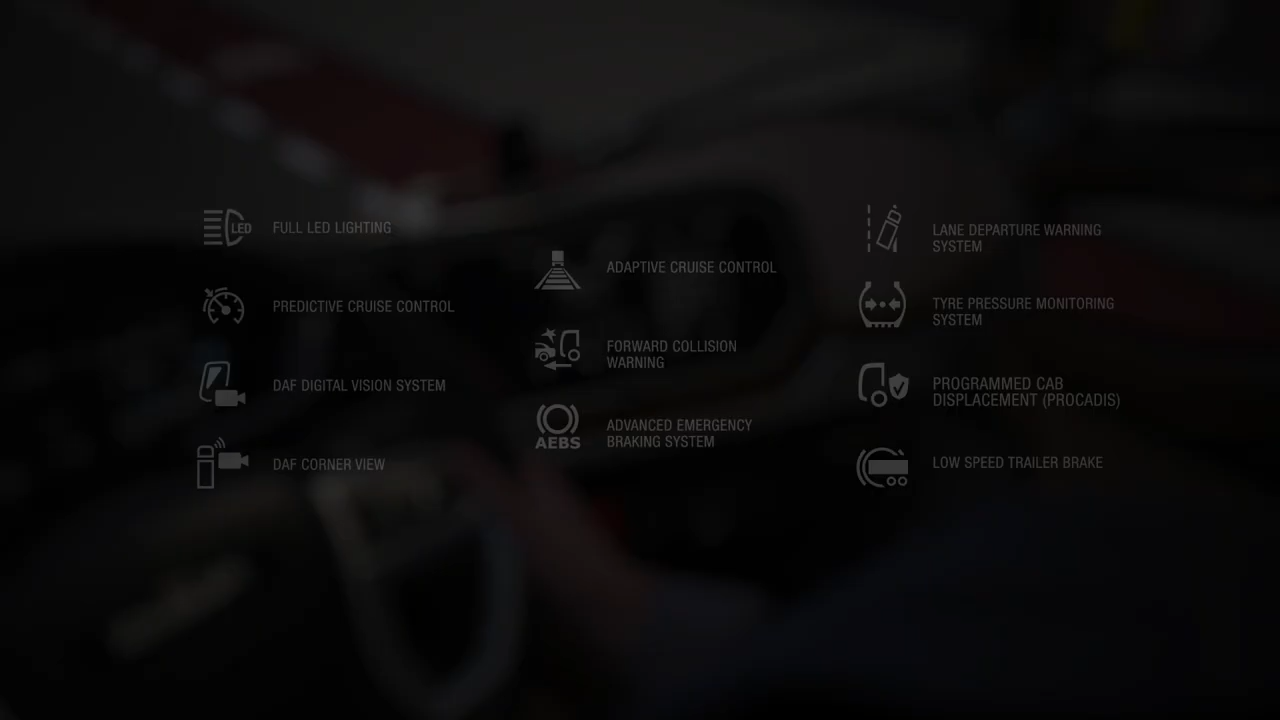 LED
FULL LED LIGHTING
PREDICTIVE CRUISE CONTROL
DAF DIGITAL VISION SYSTEM
DAF CORNER VIEW
ADAPTIVE CRUISE CONTROL
FORWARD COLLISION
WARNING
AEBS
ADVANCED EMERGENCY
BRAKING SYSTEM
LANE DEPARTURE WARNING
SYSTEM
TYRE PRESSURE MONITORING
SYSTEM
PROGRAMMED CAB
DISPLACEMENT (PROCADIS)
LOW SPEED TRAILER BRAKE